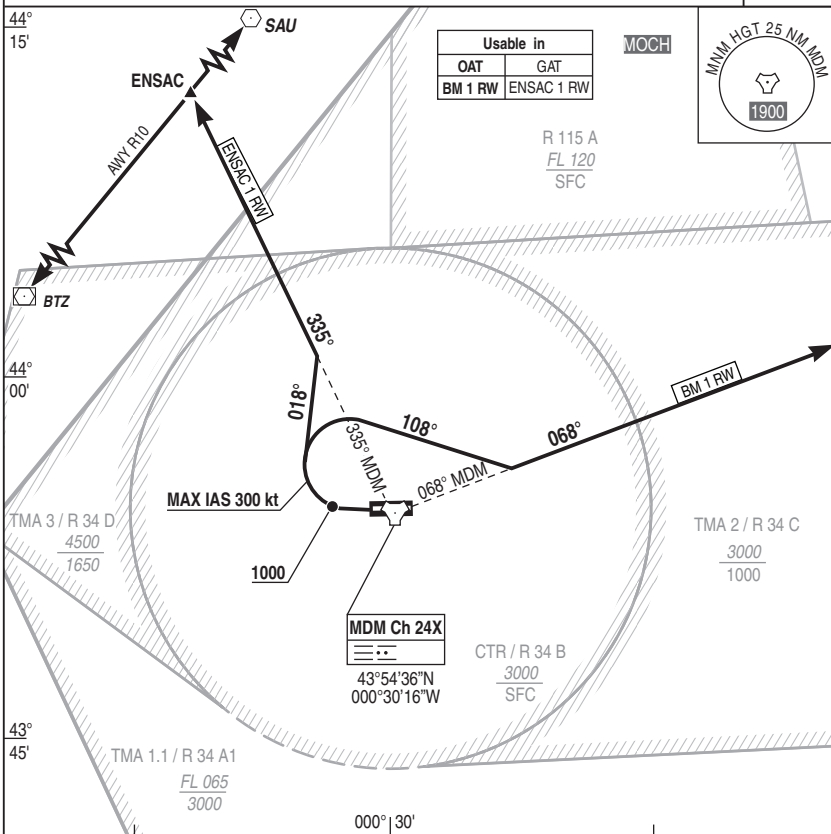 44°
15'
SAU
ENSAC
AWY R10
BTZ
Usable in
OAT GAT
BM 1 RW ENSAC 1 RW
MOCH
MNM HGT 25 NM MDM
1900
R 115 A
FL 120
SFC
ENSAC 1 RW
44°
00'
335°
018°
108°
068°
BM 1 RW
335° MDM
068° MDM
MAX IAS 300 kt
1000
TMA 3 / R 34 D
4500
1650
TMA 2 / R 34 C
3000
1000
MDM Ch 24X
43°54'36"N
000°30'16"W
CTR / R 34 B
3000
SFC
43°
45'
TMA 1.1 / R 34 A1
FL 065
3000
000° 30'